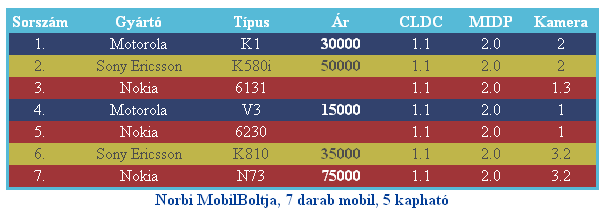 Sorszám Gyártó Típus Ár CLDC MIDP Kamera
1. Motorola K1 30000 1.1 2.0 2
2. Sony Ericsson K580i 50000 1.1 2.0 2
3. Nokia 6131 1.1 2.0 1.3
4. Motorola V3 15000 1.1 2.0 1
5. Nokia 6230 1.1 2.0 1
6. Sony Ericsson K810 35000 1.1 2.0 3.2
7. Nokia N73 75000 1.1 2.0 3.2
Norbi MobilBoltja, 7 darab mobil, 5 kapható